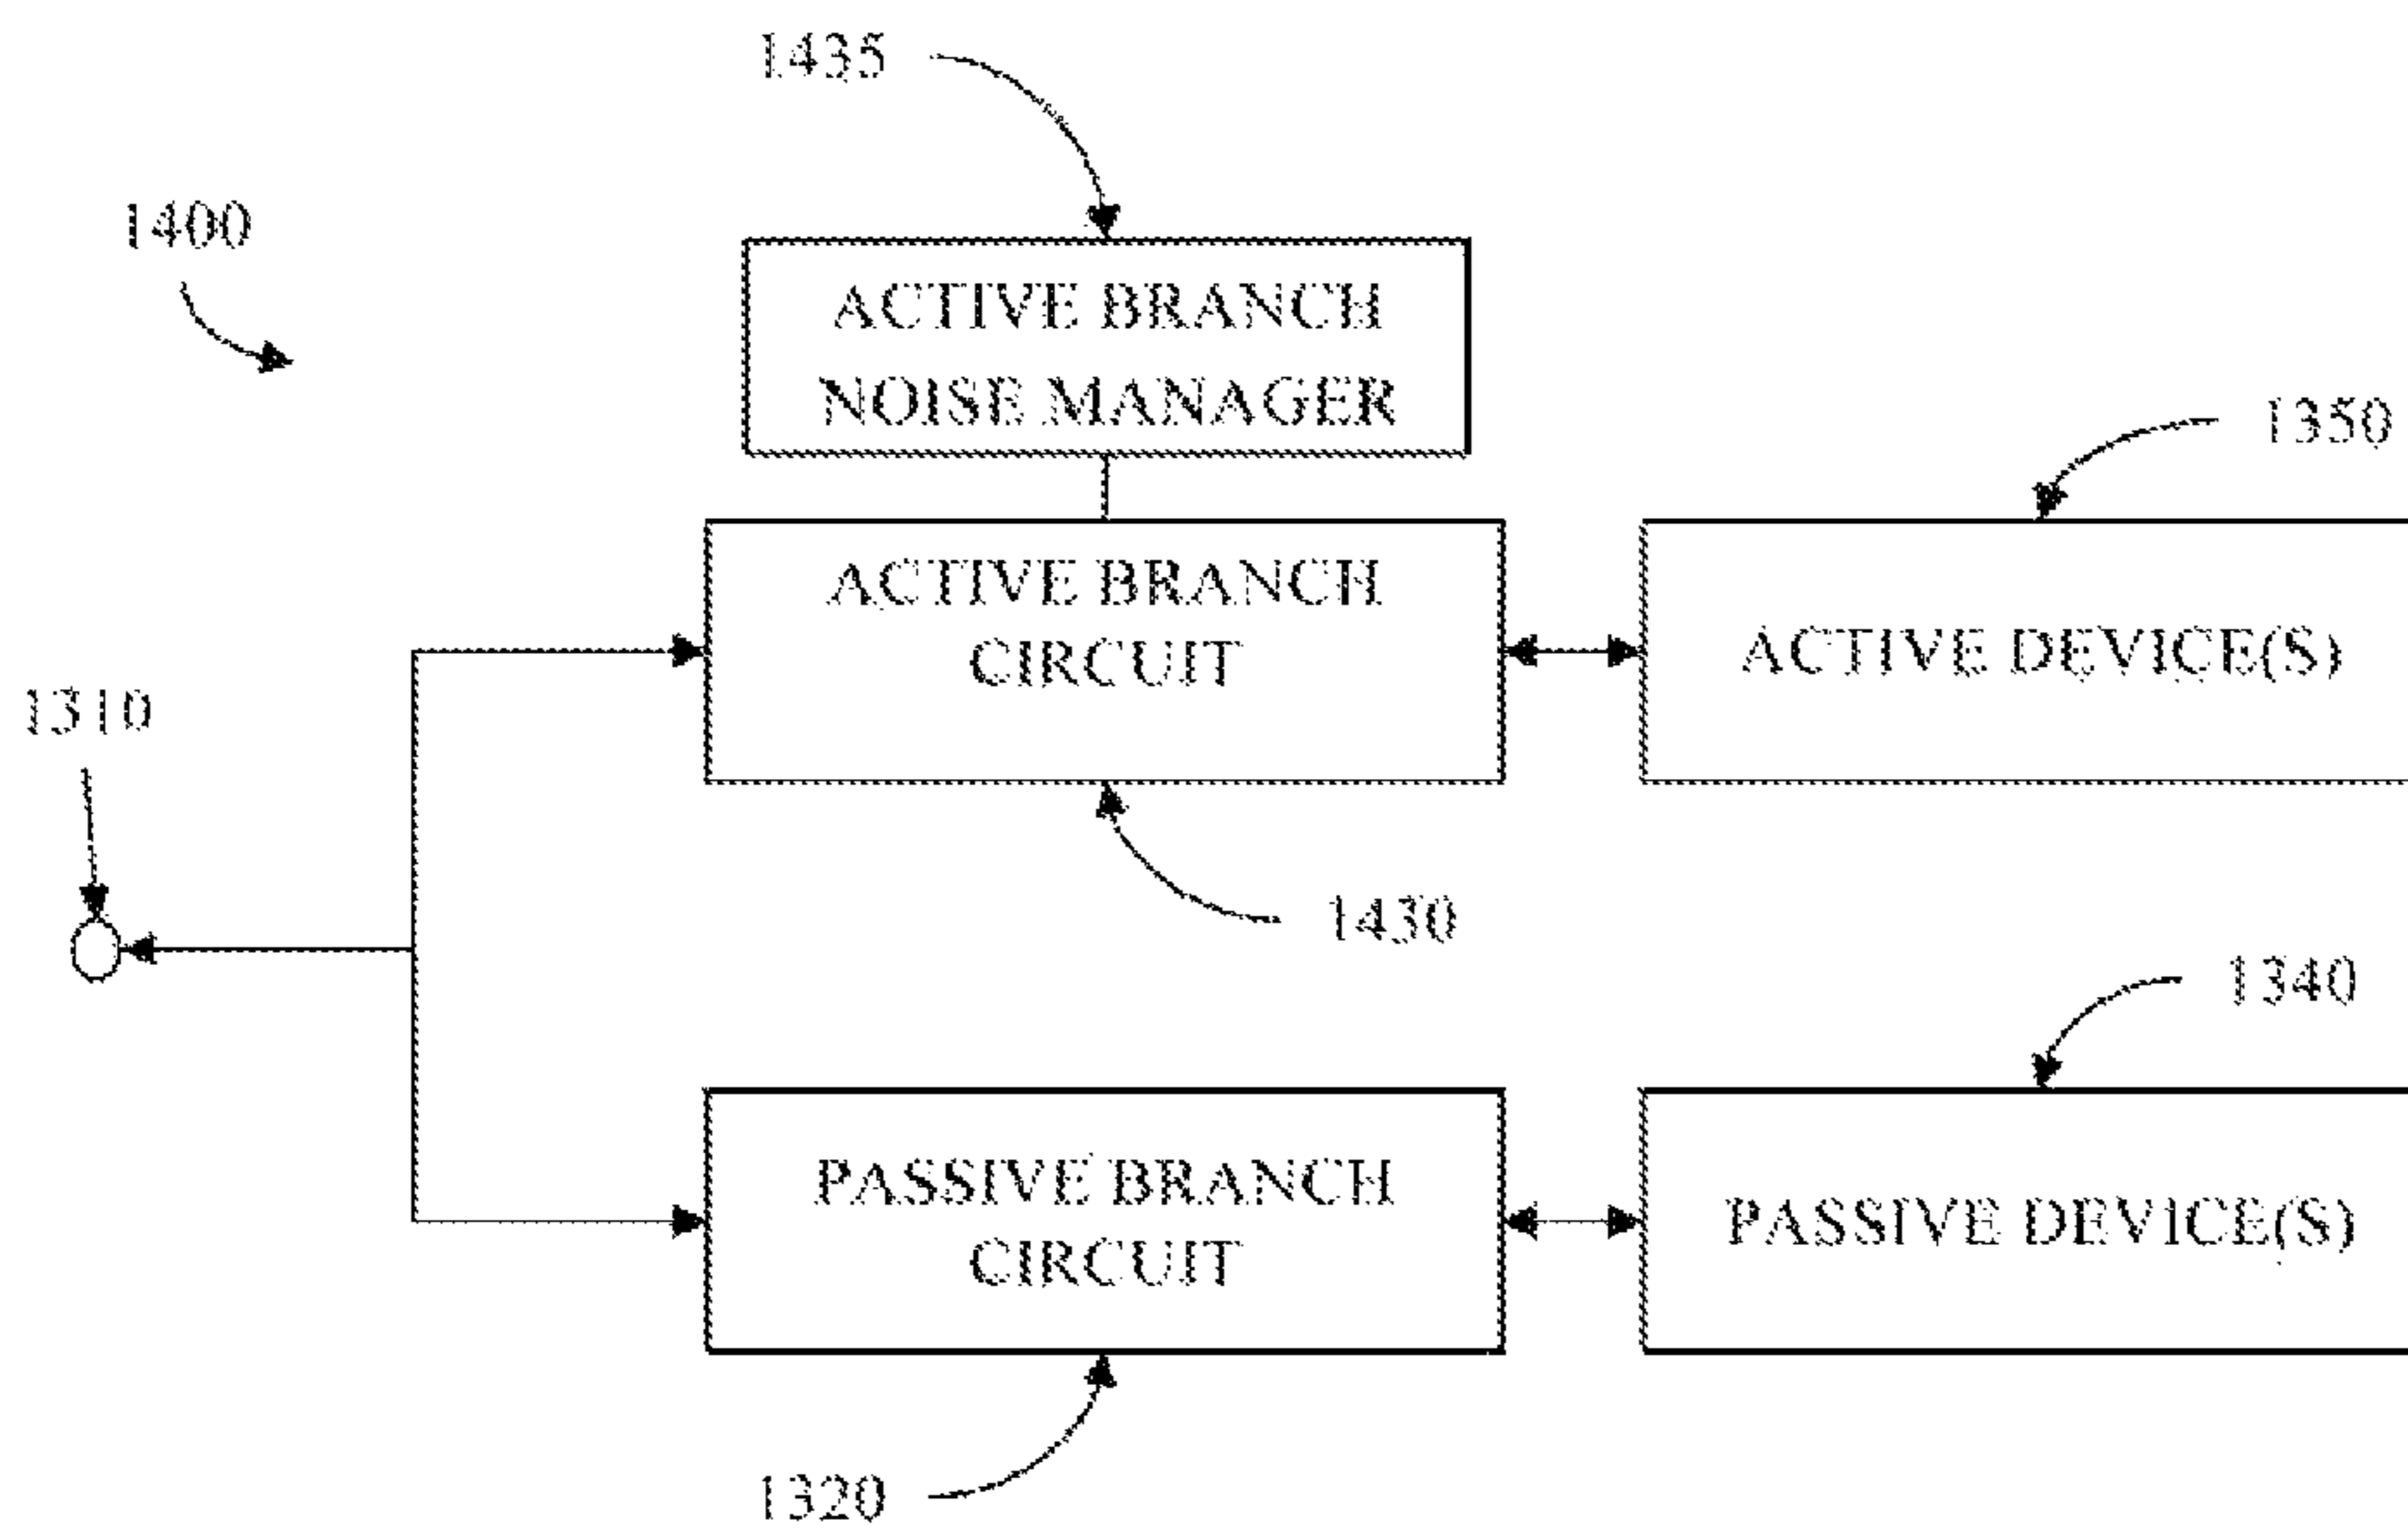 1435
1400
ACTIVE BRANCH
NOISE MANAGER
1350
ACTIVE BRANCH
CIRCUIT
ACTIVE DEVICE(S)
1310
1430
1340
PASSIVE BRANCH
CIRCUIT
PASSIVE DEVICE(S)
1320